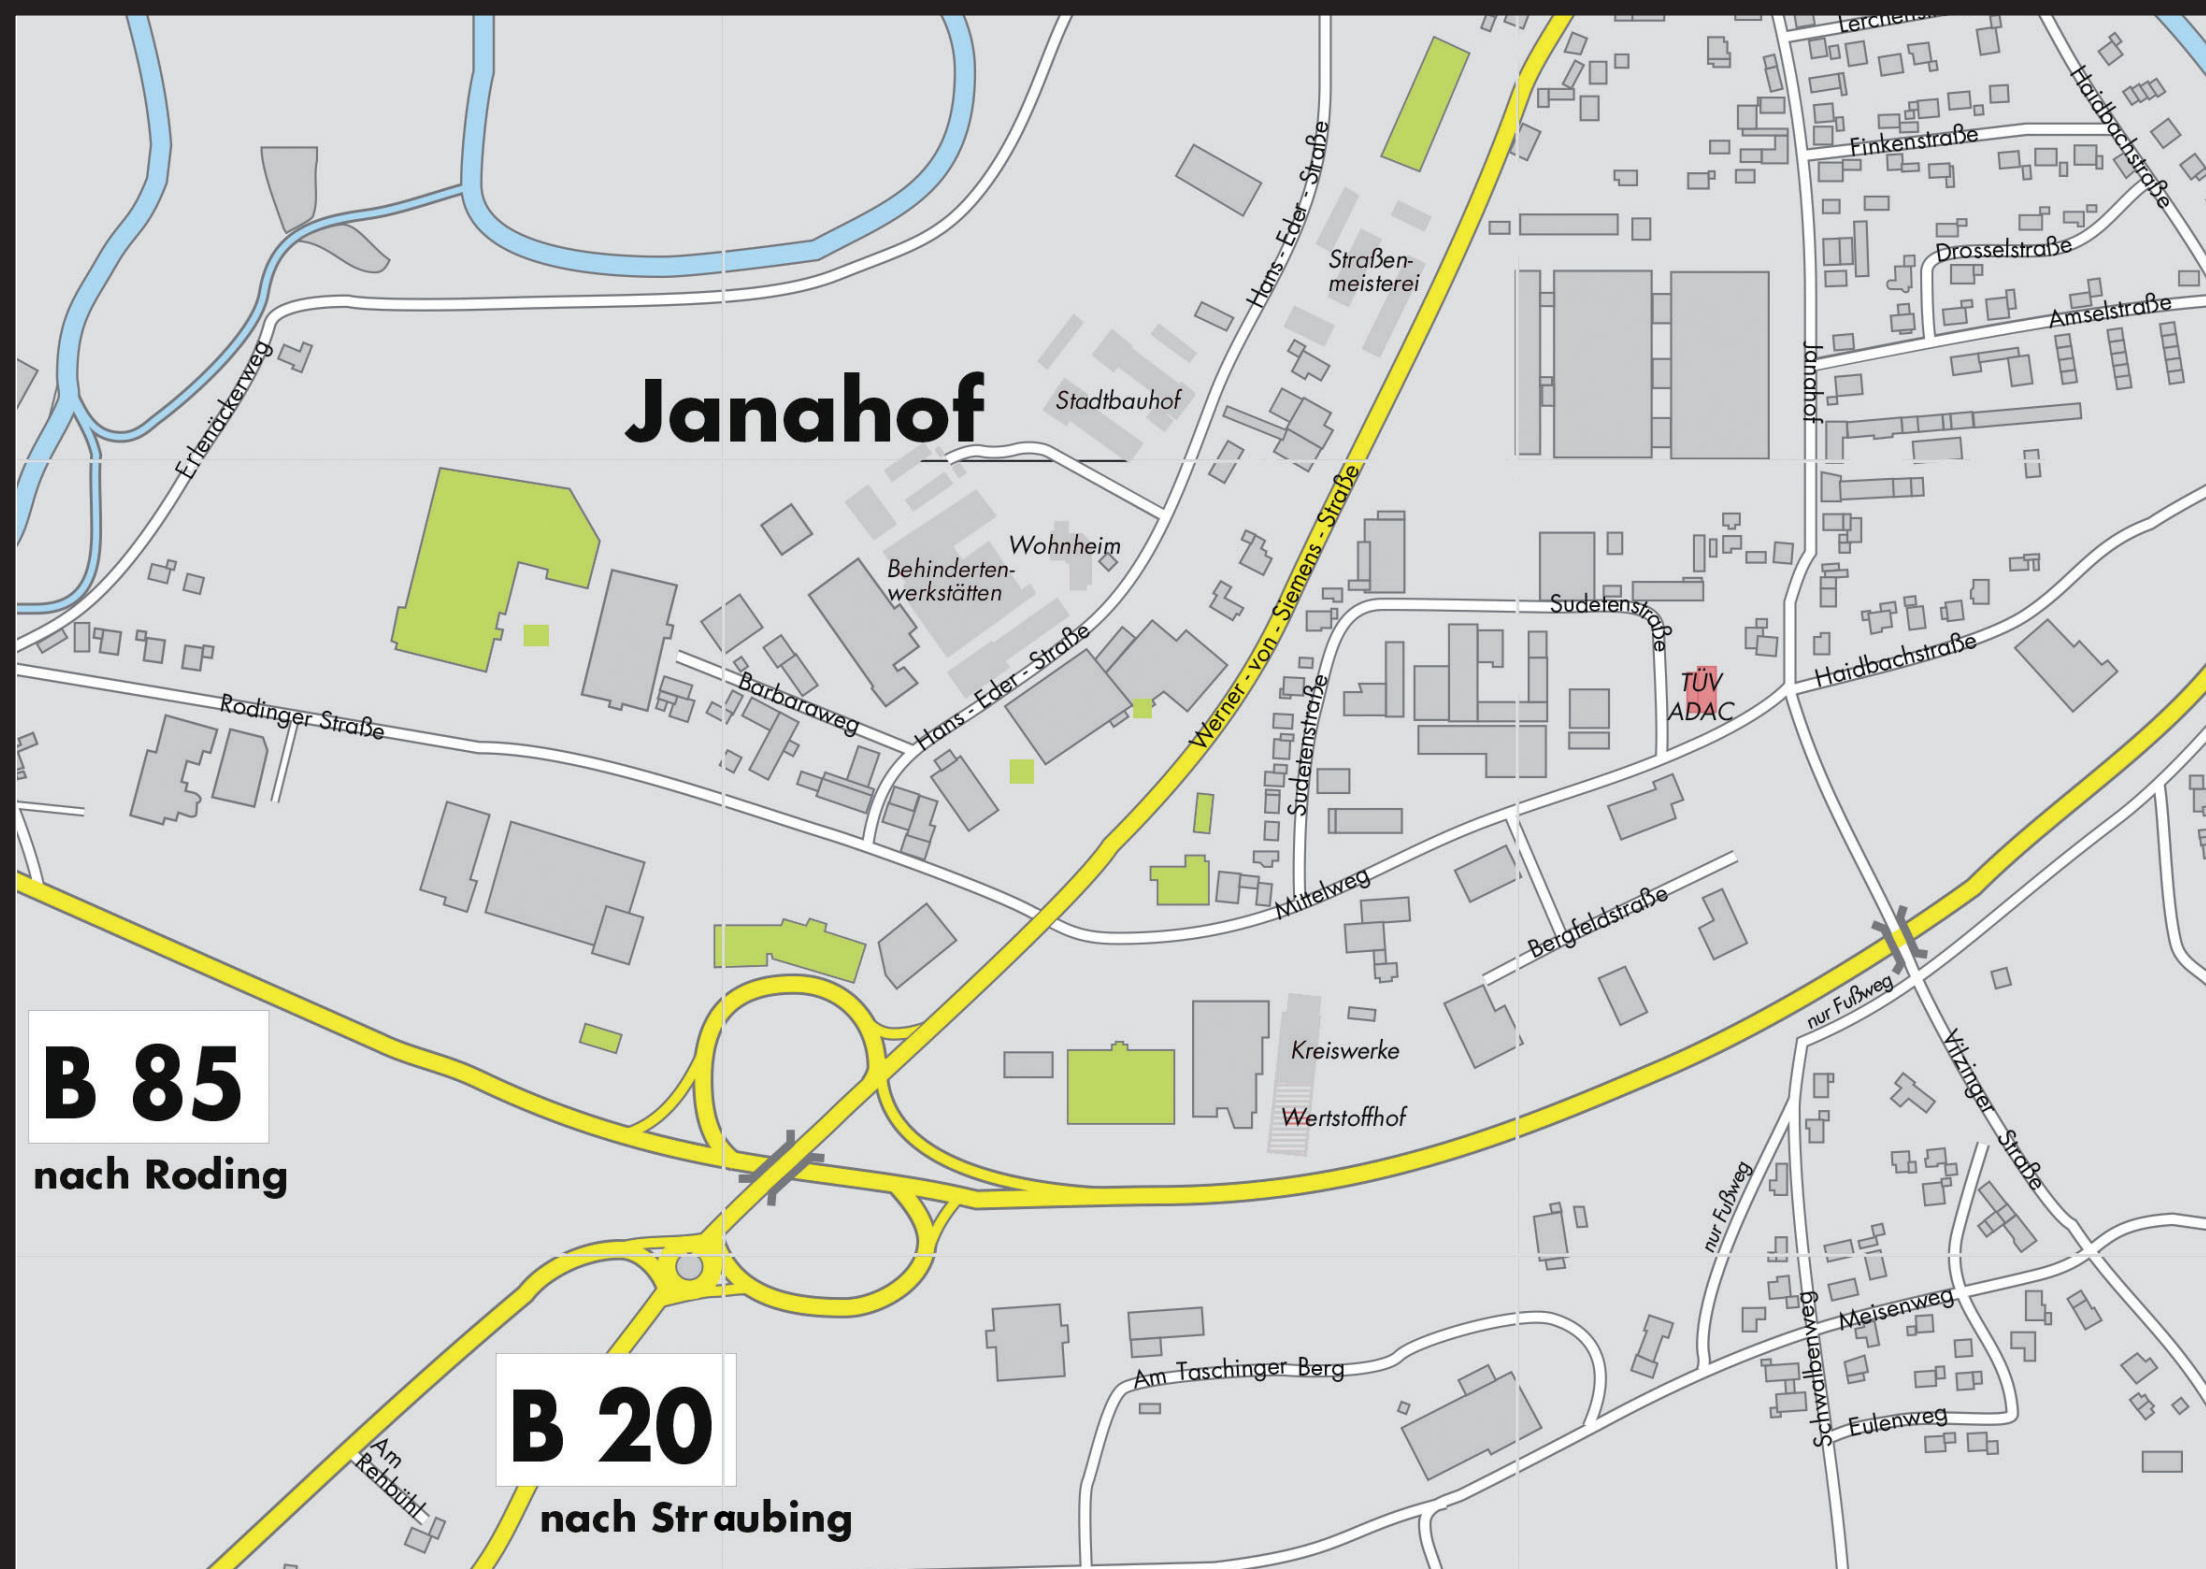 Lerchenstr
Haidbachstraße
Finkenstraße
Hans - Eder - Straße
Drosselstraße
Straßen-
meisterei
Amselstraße
Erlenäckerweg
Janahof
Janahof
Stadtbauhof
Werner - von - Siemens - Straße
Wohnheim
Behinderten-
werkstätten
Sudetenstraße
Hans - Eder - Straße
Haidbachstraße
TÜV
ADAC
Barbaraweg
Rodinger Straße
Sudetenstraße
Mittelweg
Bergfeldstraße
nur Fußweg
B 85
nach Roding
Kreiswerke
Wertstoffhof
Vilzinger Straße
nur Fußweg
Meisenweg
Schwalbenweg
Am Taschinger Berg
Eulenweg
B 20
nach Straubing
Am
Rehbühl